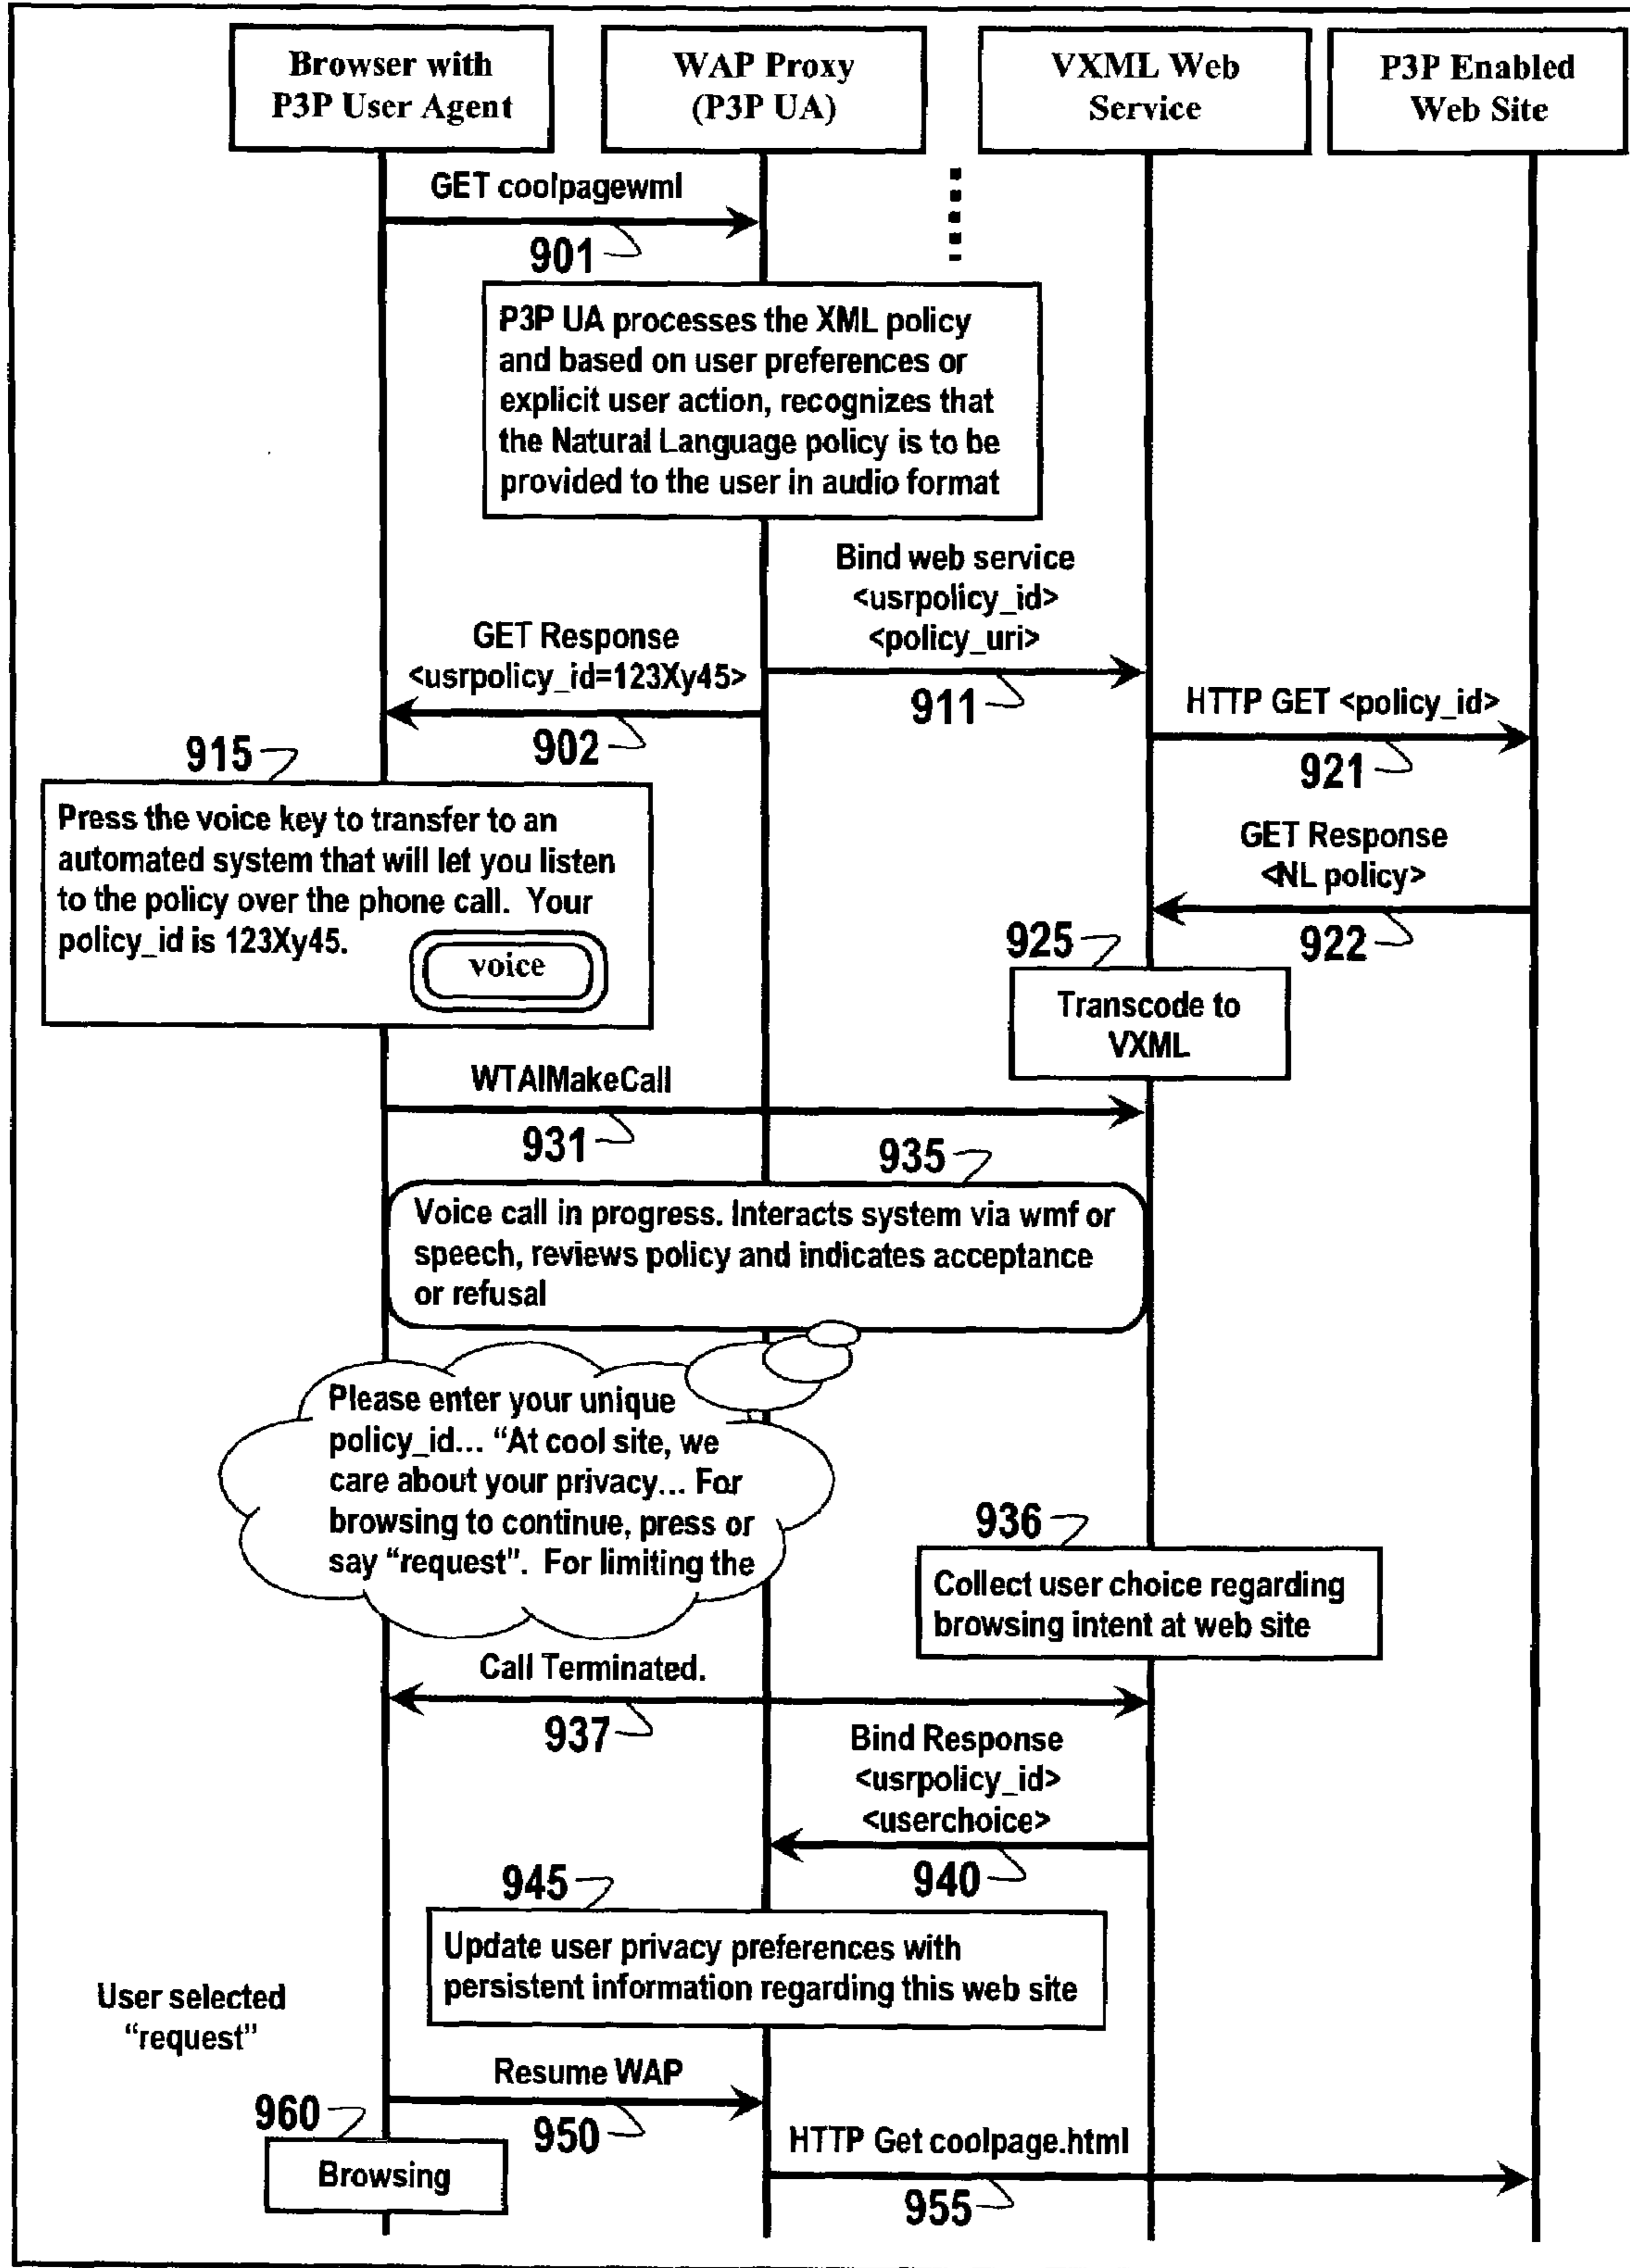 Browser with
P3P User Agent
WAP Proxy
(P3P UA)
VXML Web
Service
P3P Enabled
Web Site
GET coolpagewml
901
P3P UA processes the XML policy
and based on user preferences or
explicit user action, recognizes that
the Natural Language policy is to be
provided to the user in audio format
Bind web service
<usrpolicy_id>
<policy_uri>
911
GET Response
<usrpolicy_id=123Xy45>
902
HTTP GET <policy_id>
921
915
Press the voice key to transfer to an
automated system that will let you listen
to the policy over the phone call. Your
policy_id is 123Xy45.
voice
GET Response
<NL policy>
922
925
Transcode to
VXML
WTAIMakeCall
931
935
Voice call in progress. Interacts system via wmf or
speech, reviews policy and indicates acceptance
or refusal
Please enter your unique
policy_id... “At cool site, we
care about your privacy... For
browsing to continue, press or
say “request”. For limiting the
936
Collect user choice regarding
browsing intent at web site
Call Terminated.
937
Bind Response
<usrpolicy_id>
<userchoice>
940
945
Update user privacy preferences with
persistent information regarding this web site
User selected
“request”
Resume WAP
950
960
Browsing
HTTP Get coolpage.html
955